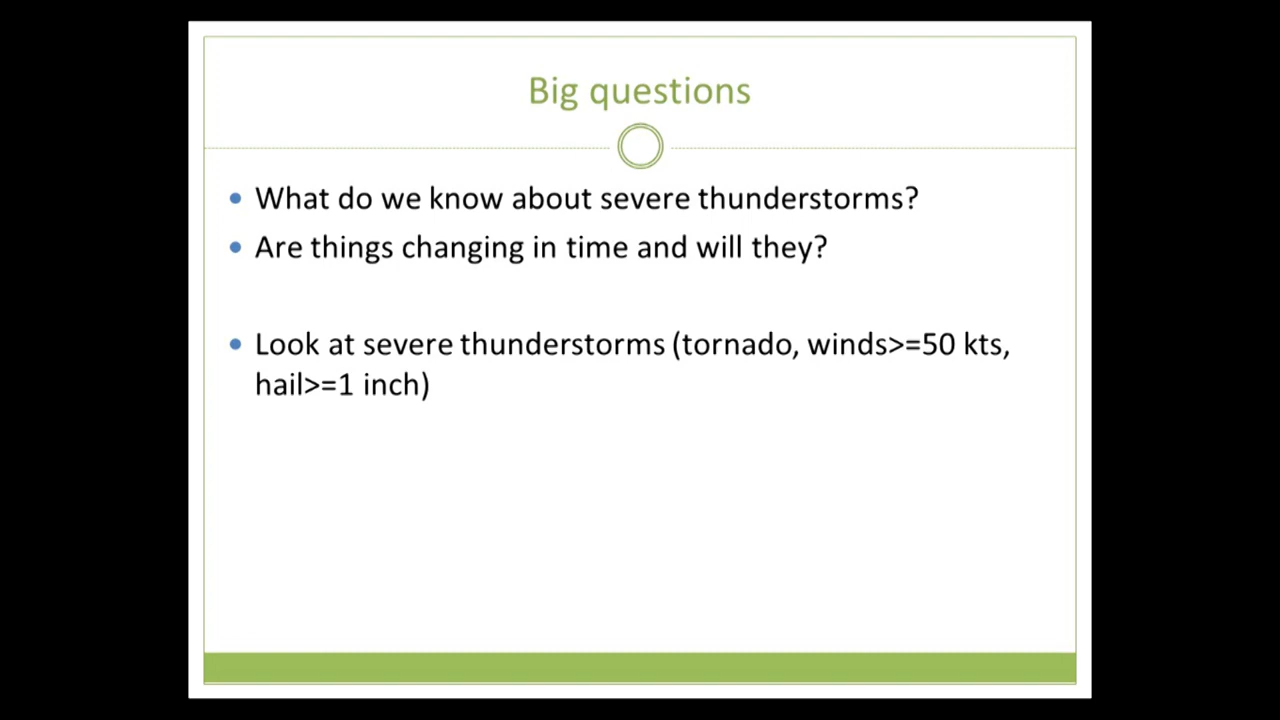 Big questions
What do we know about severe thunderstorms?
Are things changing in time and will they?
Look at severe thunderstorms (tornado, winds>=50 kts,
hail>=1 inch)